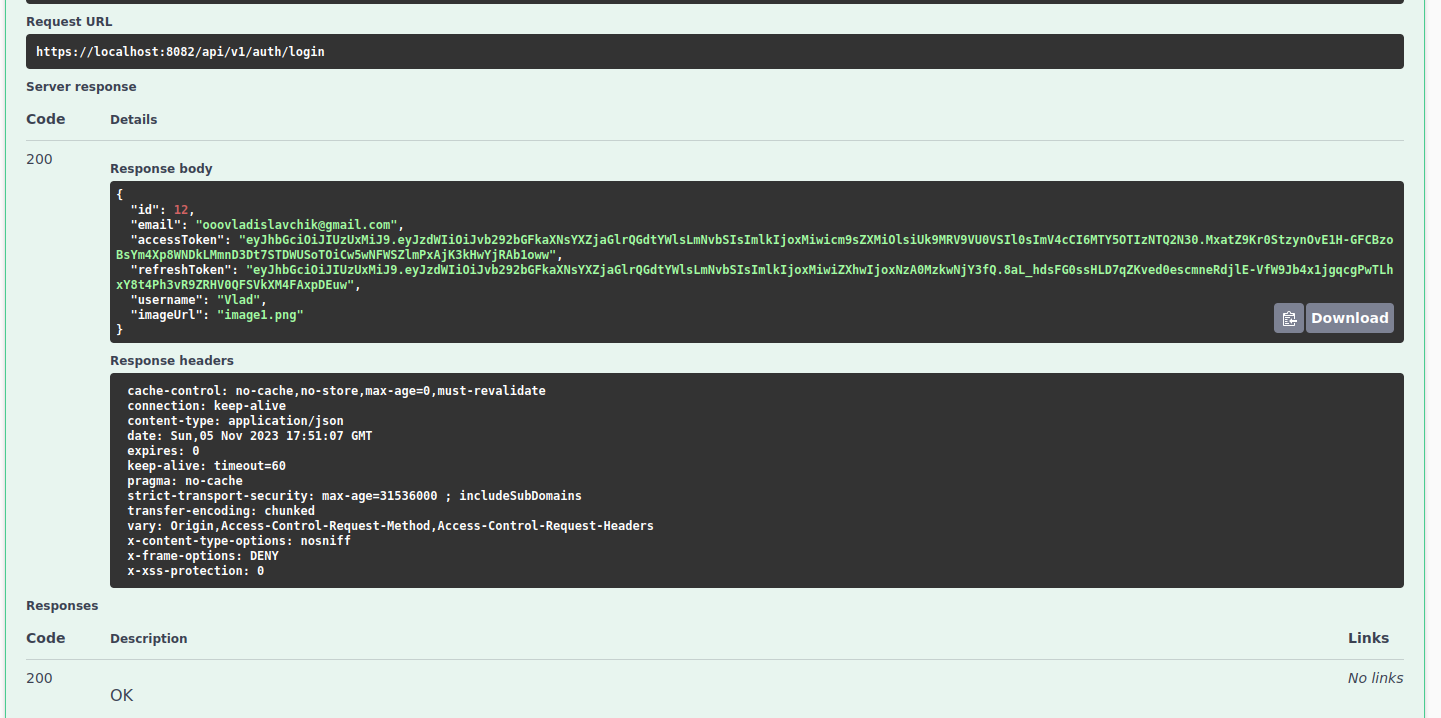 Request URL
https://localhost:8082/api/v1/auth/login
Server response
Code Details
200
Response body
{
"id": 12,
"email": "ooovladislavchik@gmail.com",
"accessToken": "eyJhbGciOiJIUzUxMiJ9.eyJzdWIiOiJvb292bGFkaXNsYXZjaGlrQGdtYWlsLmNvbSIsImlkIjoxMiwicm9sZXMiOlsiUk9MRV9VU0VSIl0sImV4cCI6MTY5OTIzNTQ2N30.MxatZ9Kr0StzynOvE1H-GFCBzo
BsYm4Xp8WNDkLMmnD3Dt7STDWUSoTOiCw5wNFWSZlmPxAjK3kHwYjRAb1oww",
"refreshToken": "eyJhbGciOiJIUzUxMiJ9.eyJzdWIiOiJvb292bGFkaXNsYXZjaGlrQGdtYWlsLmNvbSIsImlkIjoxMiwiZXhwIjoxNzA0MzkwNjY3fQ.8aL_hdsFG0ssHLD7qZKved0escmneRdjlE-VfW9Jb4x1jgqcgPwTLh
xY8t4Ph3vR9ZRHV0QFSVkXM4FAxpDEuw",
"username": "Vlad",
"imageUrl": "image1.png"
}
Download
Response headers
cache-control: no-cache,no-store,max-age=0,must-revalidate
connection: keep-alive
content-type: application/json
date: Sun,05 Nov 2023 17:51:07 GMT
expires: 0
keep-alive: timeout=60
pragma: no-cache
strict-transport-security: max-age=31536000 ; includeSubDomains
transfer-encoding: chunked
vary: Origin,Access-Control-Request-Method,Access-Control-Request-Headers
x-content-type-options: nosniff
x-frame-options: DENY
x-xss-protection: 0
Responses
Code Description Links
200 No links
OK